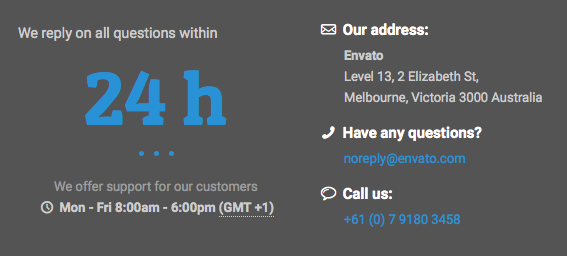 We reply on all questions within
24 h
...
We offer support for our customers
Mon - Fri 8:00am - 6:00pm (GMT +1)
Our address:
Envato
Level 13, 2 Elizabeth St,
Melbourne, Victoria 3000 Australia
Have any questions?
noreply@envato.com
Call us:
+61 (0) 7 9180 3458